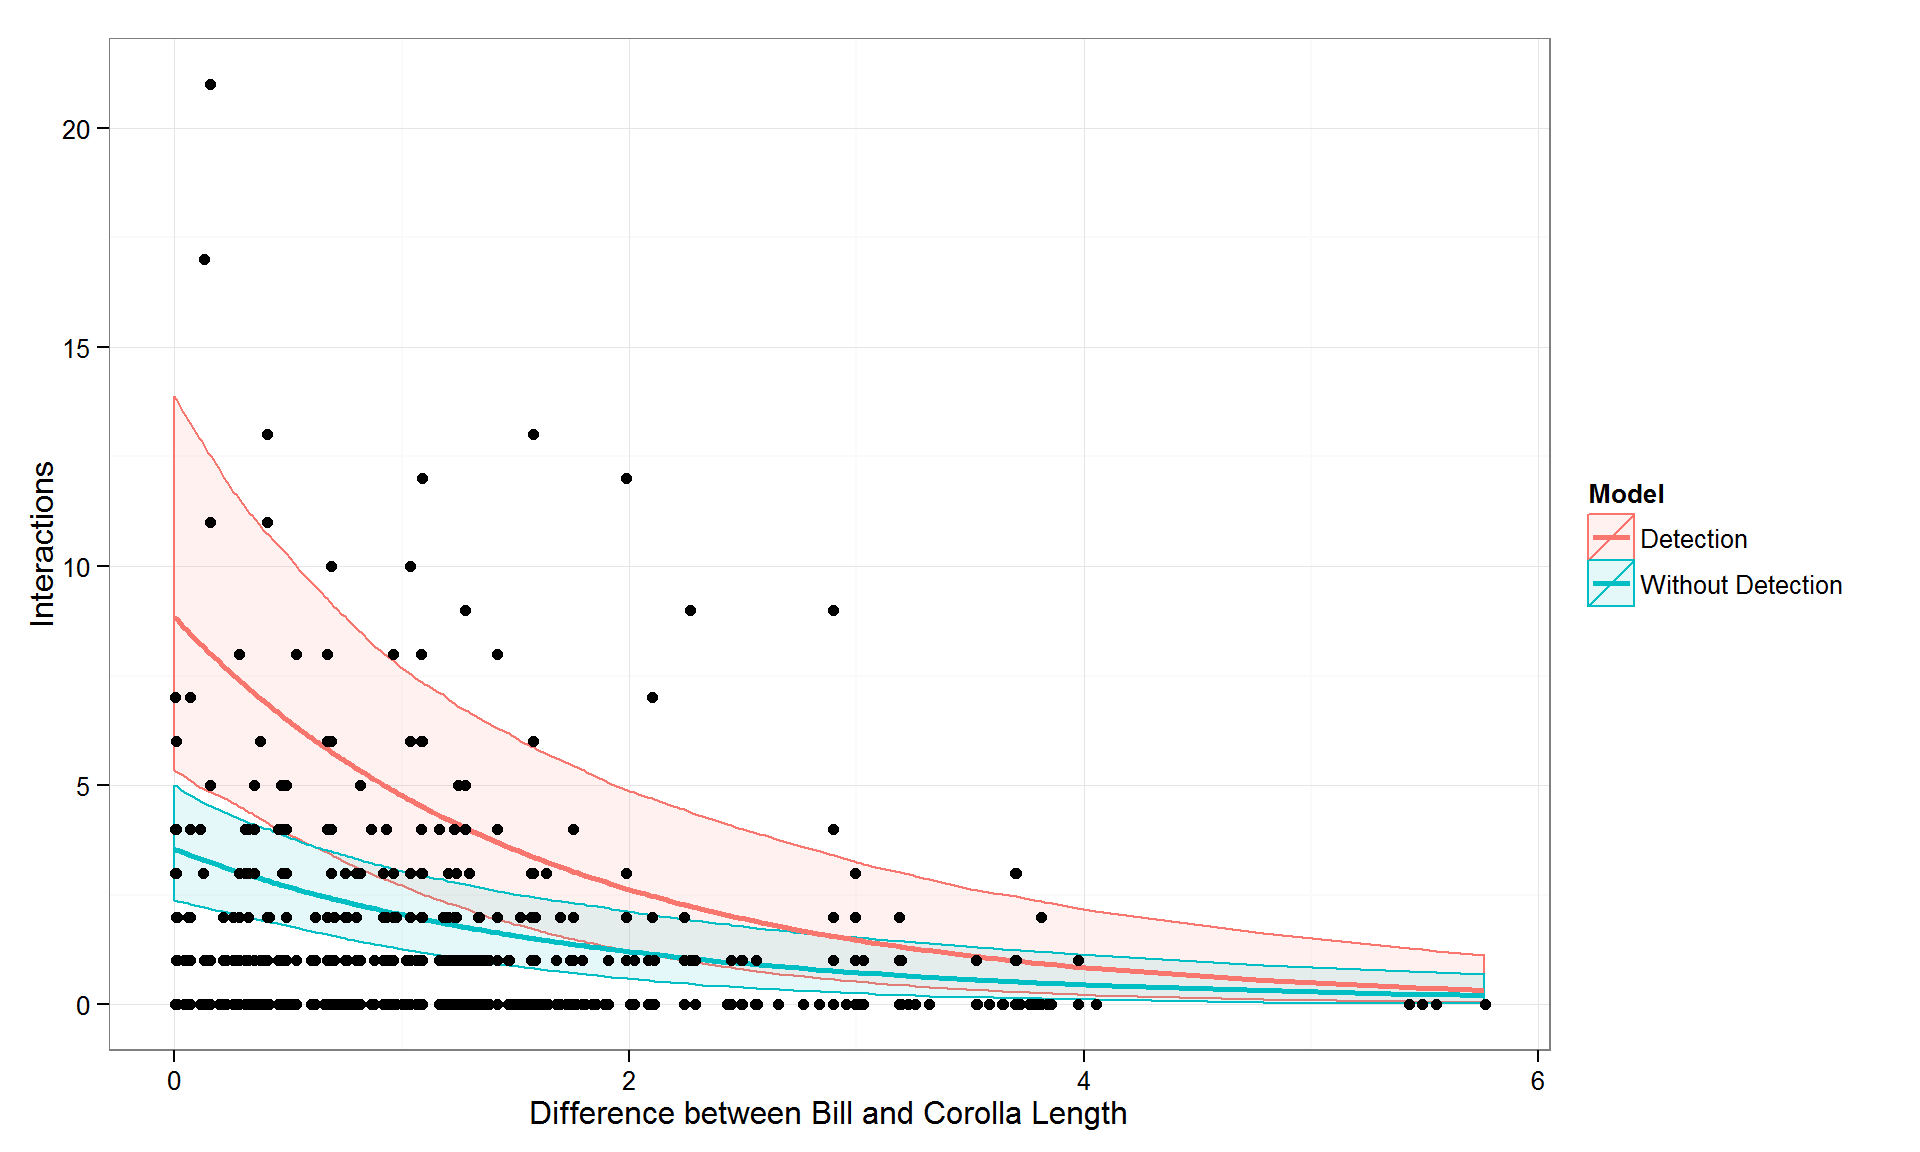 20
15
10
5
0
Interactions
0 2 4 6
Difference between Bill and Corolla Length
Model
Detection
Without Detection